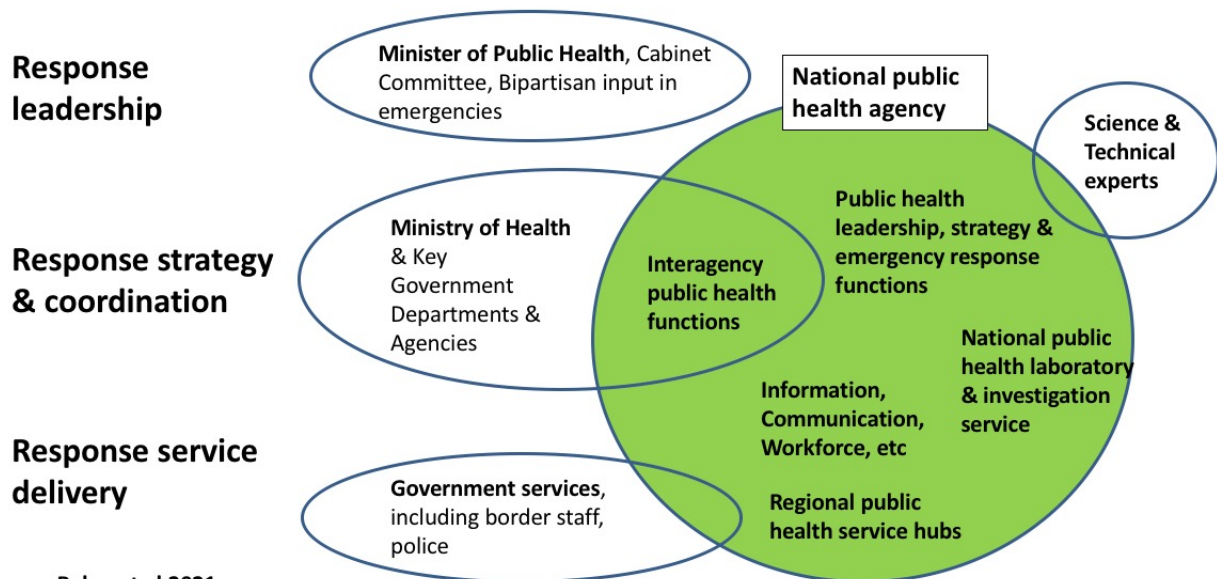 Response
leadership
Minister of Public Health, Cabinet
Committee, Bipartisan input in
emergencies
National public
health agency
Science &
Technical
experts
Public health
leadership, strategy &
emergency response
functions
Response strategy
& coordination
Ministry of Health
& Key
Government
Departments &
Agencies
Interagency
public health
functions
National public
health laboratory
& investigation
service
Information,
Communication,
Workforce, etc
Response service
delivery
Government services,
including border staff,
police
Regional public
health service hubs